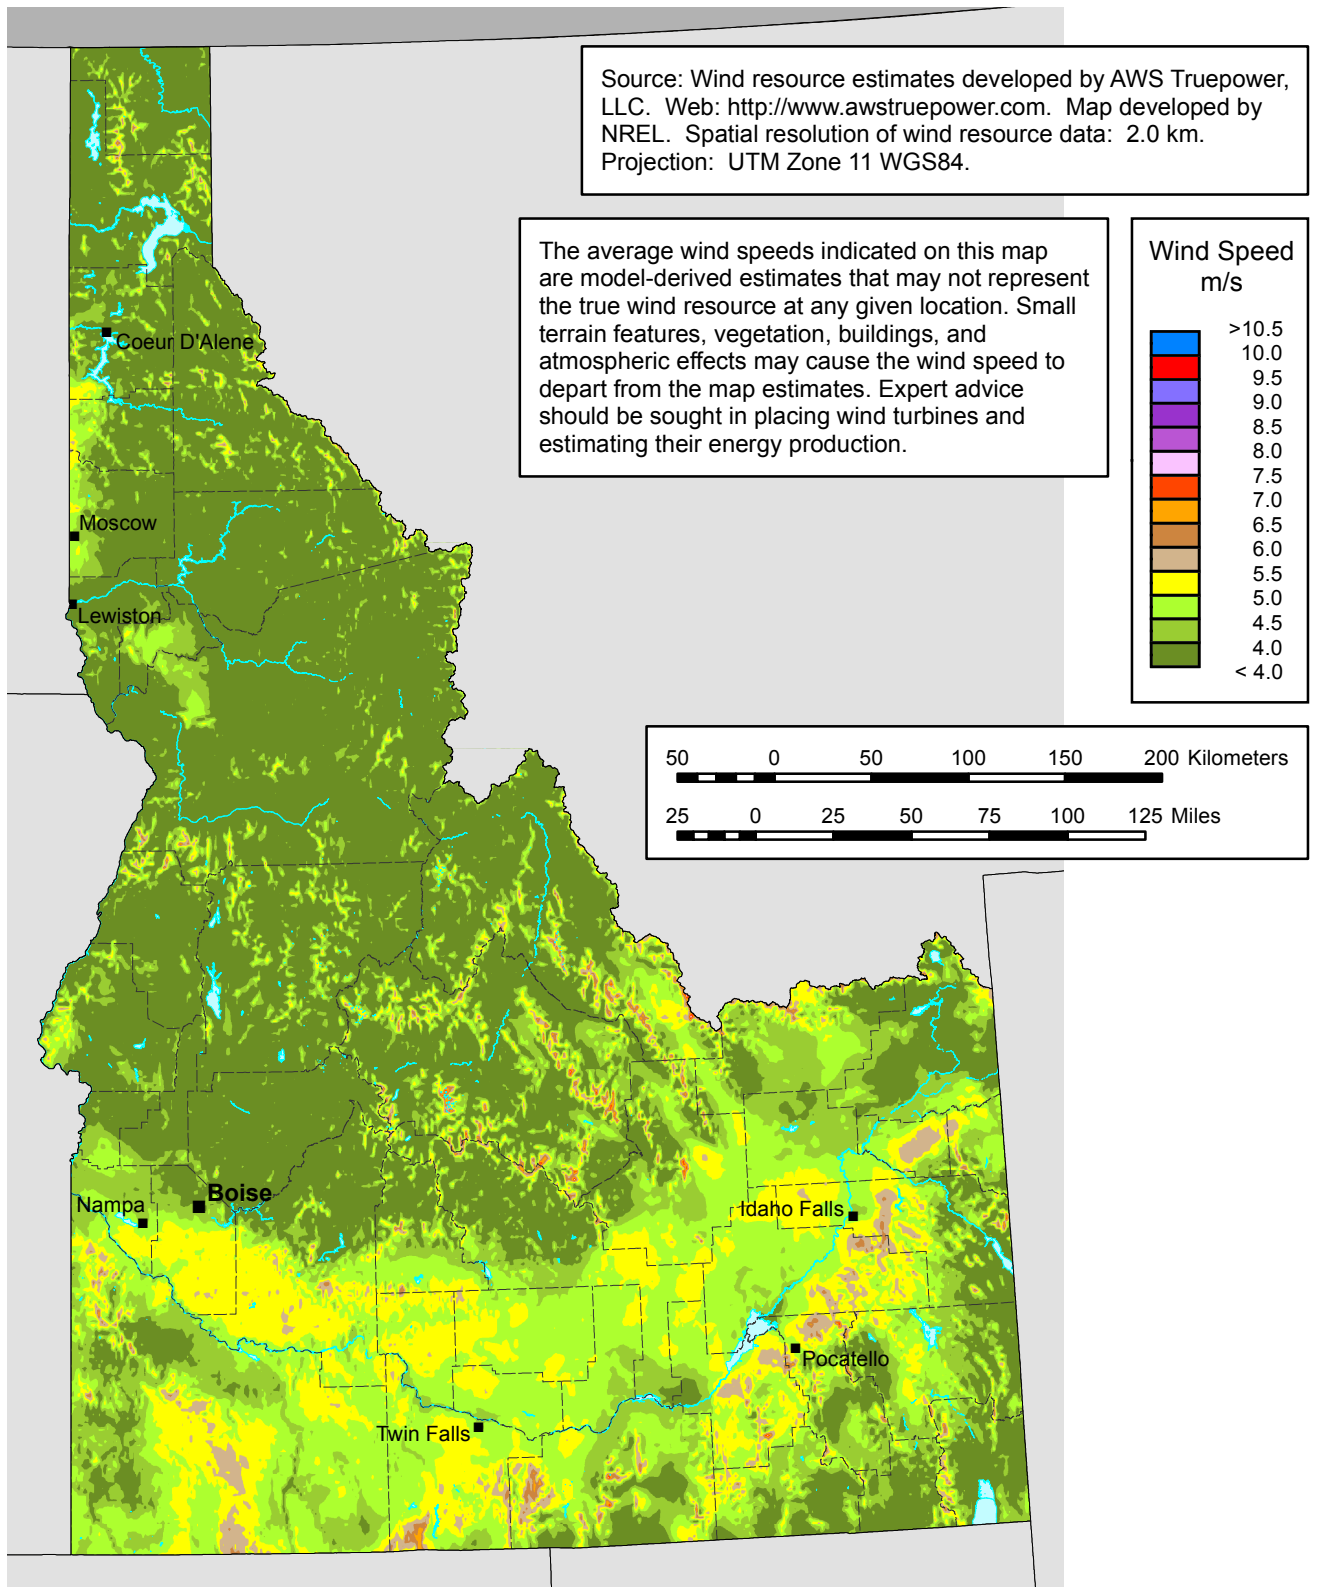 Source: Wind resource estimates developed by AWS Truepower,
LLC.  Web: http://www.awstruepower.com.  Map developed by
NREL.  Spatial resolution of wind resource data:  2.0 km.
Projection:  UTM Zone 11 WGS84.
The average wind speeds indicated on this map
are model-derived estimates that may not represent
the true wind resource at any given location. Small
terrain features, vegetation, buildings, and
atmospheric effects may cause the wind speed to
depart from the map estimates. Expert advice
should be sought in placing wind turbines and
estimating their energy production.
Wind Speed
m/s
>10.5
10.0
9.5
9.0
8.5
8.0
7.5
7.0
6.5
6.0
5.5
5.0
4.5
4.0
< 4.0
Coeur D'Alene
Moscow
Lewiston
50 0 50 100 150 200 Kilometers
25 0 25 50 75 100 125 Miles
Boise
Nampa
Idaho Falls
Pocatello
Twin Falls